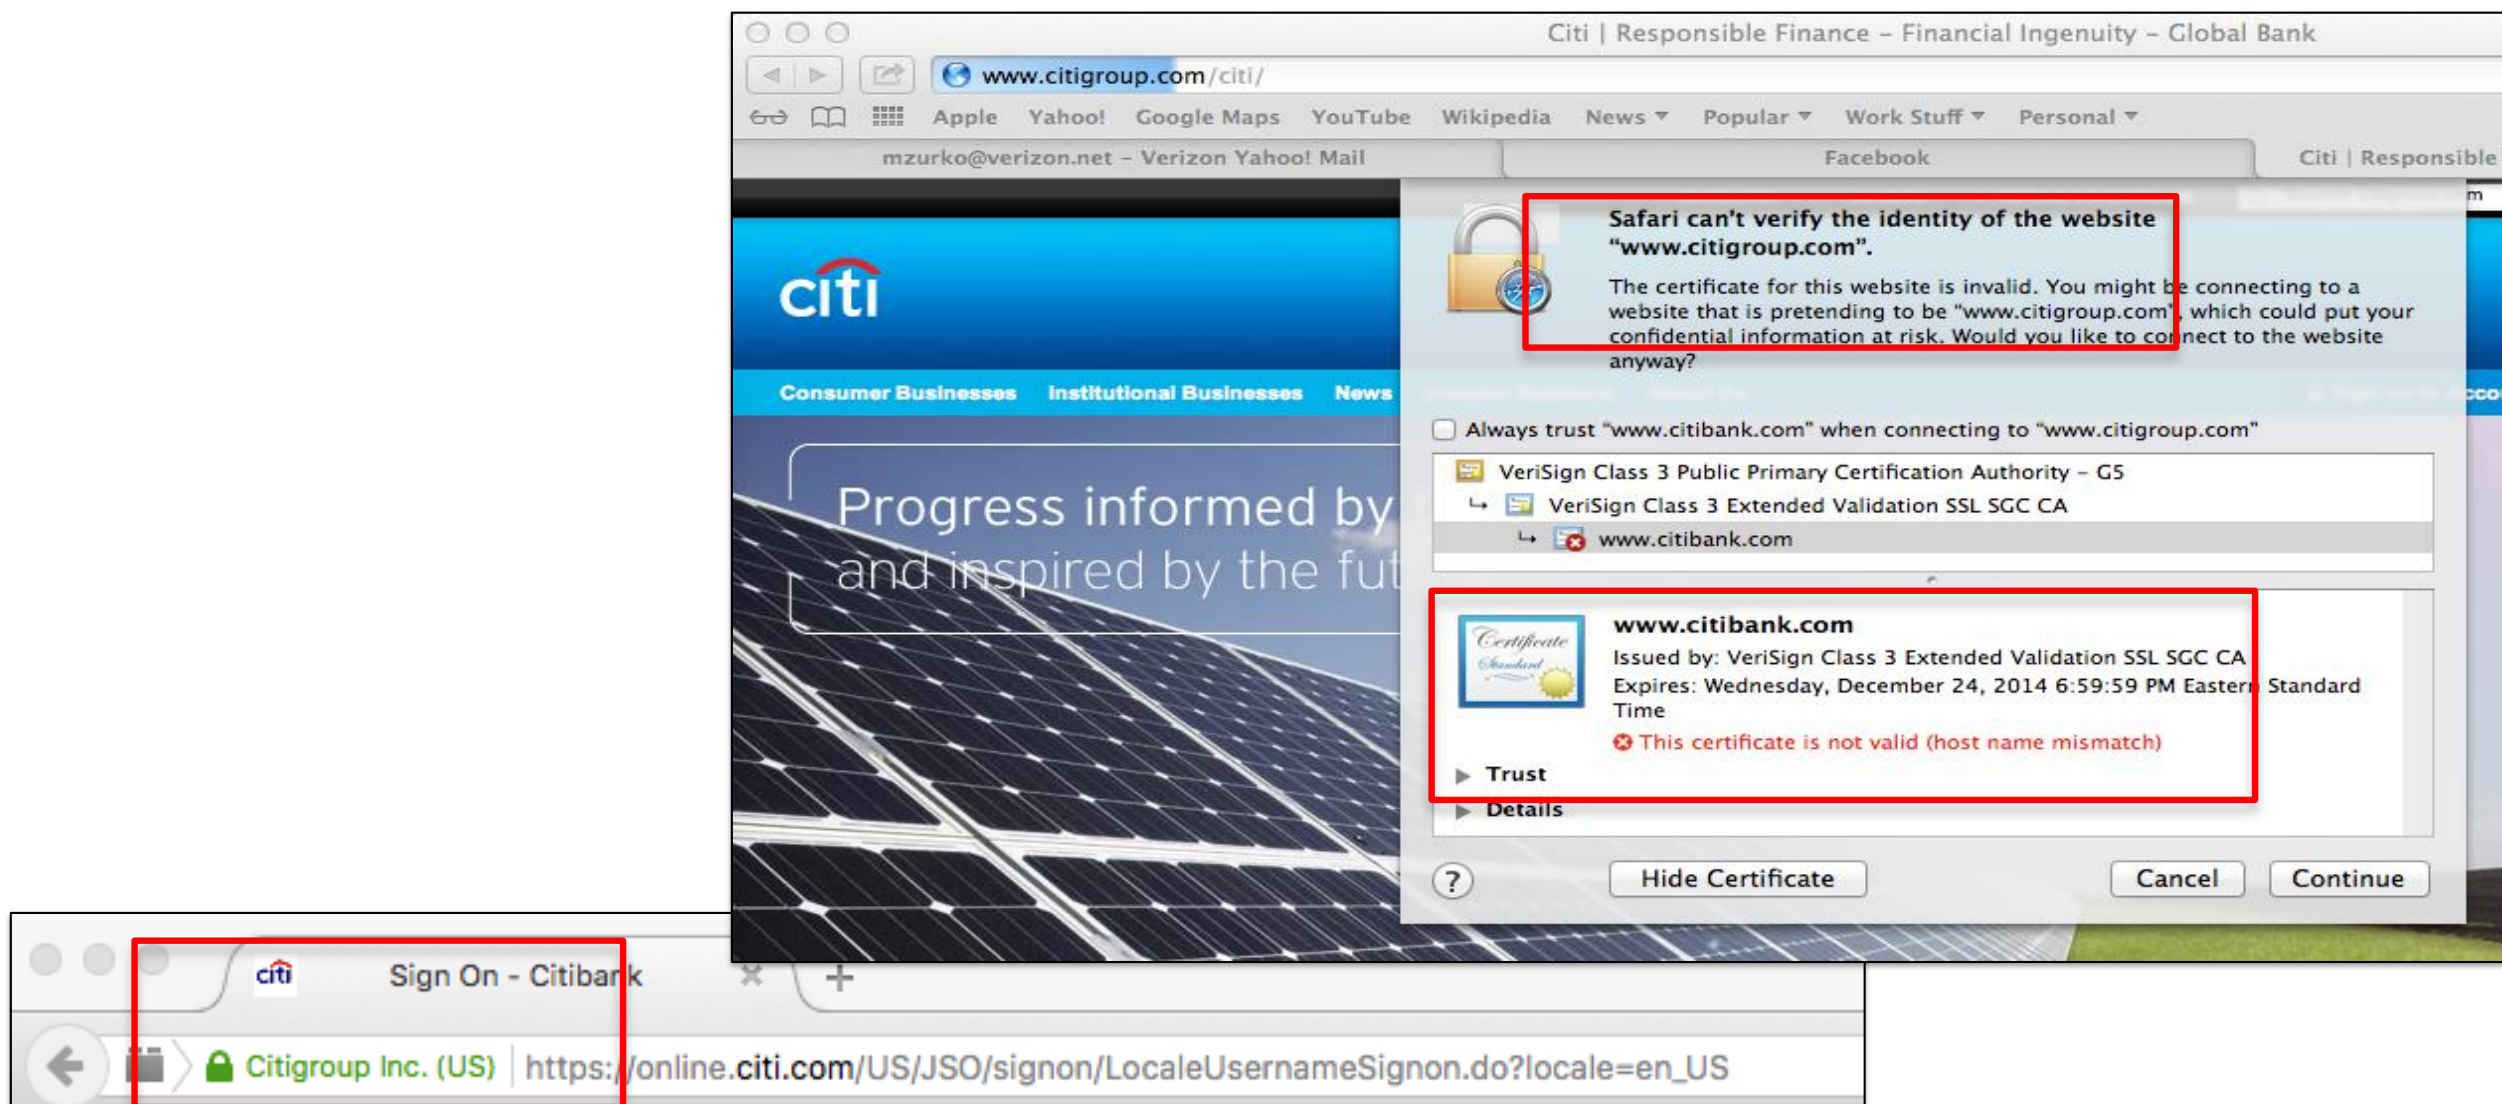 Citi | Responsible Finance – Financial Ingenuity – Global Bank
www.citigroup.com/citi/
Apple Yahoo! Google Maps YouTube Wikipedia News Popular Work Stuff Personal
mzurko@verizon.net – Verizon Yahoo! Mail Facebook Citi | Responsible
m
citi
Safari can't verify the identity of the website
“www.citigroup.com”.
The certificate for this website is invalid. You might be connecting to a
website that is pretending to be “www.citigroup.com”, which could put your
confidential information at risk. Would you like to connect to the website
anyway?
Consumer Businesses Institutional Businesses News
Always trust “www.citibank.com” when connecting to “www.citigroup.com”
VeriSign Class 3 Public Primary Certification Authority – G5
VeriSign Class 3 Extended Validation SSL SGC CA
www.citibank.com
Progress informed by
and inspired by the fut
Certificate
Standard
www.citibank.com
Issued by: VeriSign Class 3 Extended Validation SSL SGC CA
Expires: Wednesday, December 24, 2014 6:59:59 PM Eastern Standard
Time
This certificate is not valid (host name mismatch)
Trust
Details
? Hide Certificate Cancel Continue
citi Sign On - Citibank
Citigroup Inc. (US) https://online.citi.com/US/JSO/signon/LocaleUsernameSignon.do?locale=en_US